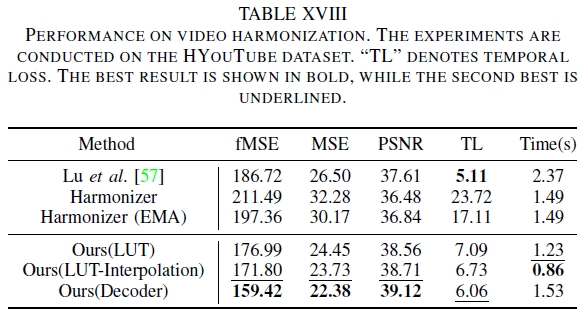 TABLE XVIII
PERFORMANCE ON VIDEO HARMONIZATION. THE EXPERIMENTS ARE
CONDUCTED ON THE HYOUTUBE DATASET. "TL" DENOTES TEMPORAL
LOSS. THE BEST RESULT IS SHOWN IN BOLD, WHILE THE SECOND BEST IS
UNDERLINED.
Method fMSE MSE PSNR TL Time(s)
Lu et al. [57] 186.72 26.50 37.61 5.11 2.37
Harmonizer 211.49 32.28 36.48 23.72 1.49
Harmonizer (EMA) 197.36 30.17 36.84 17.11 1.49
Ours(LUT) 176.99 24.45 38.56 7.09 1.23
Ours(LUT-Interpolation) 171.80 23.73 38.71 6.73 0.86
Ours(Decoder) 159.42 22.38 39.12 6.06 1.53